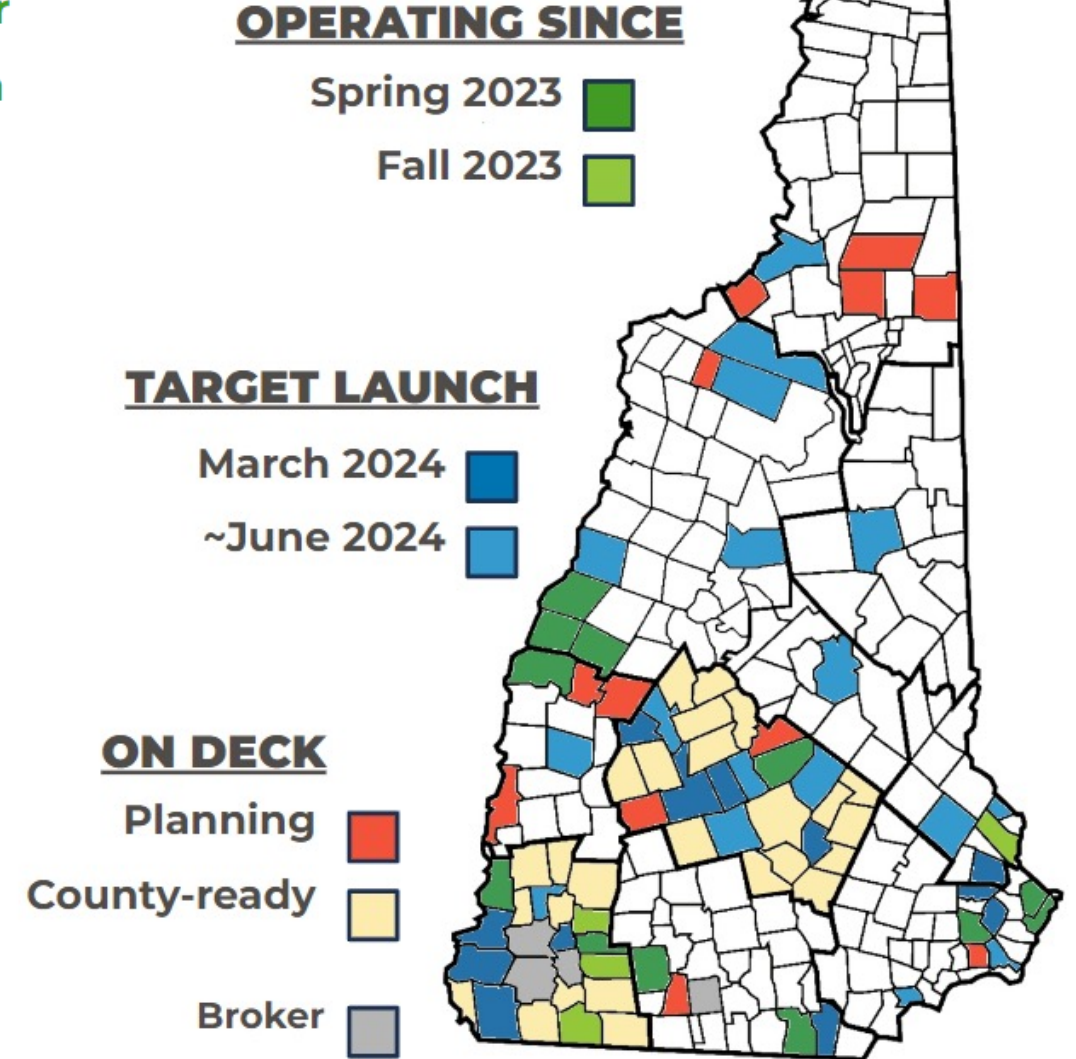 OPERATING SINCE
Spring 2023
Fall 2023
TARGET LAUNCH
March 2024
~June 2024
ON DECK
Planning
County-ready
Broker